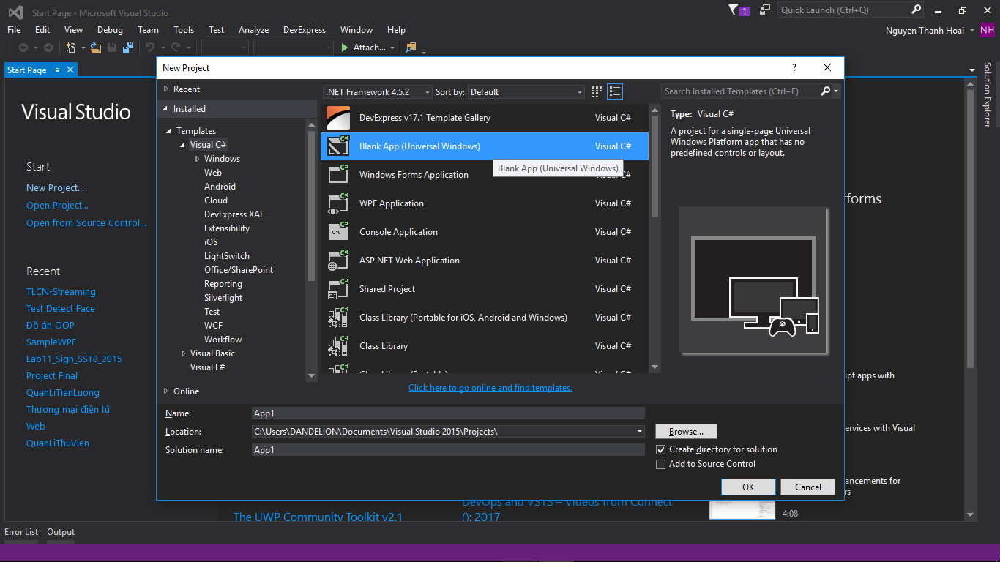 Start Page - Microsoft Visual Studio
1
Quick Launch (Ctrl+Q)
File Edit View Debug Team Tools Test Analyze DevExpress Window Help
Nguyen Thanh Hoai NH
Attach...
Start Page
Solution Explorer
Visual Studio
Start
New Project...
Open Project...
Open from Source Control...
Recent
TLCN-Streaming
Test Detect Face
Đồ án OOP
SampleWPF
Lab11_Sign_SST8_2015
Project Final
QuanLiTienLuong
Thương mại điện tử
Web
QuanLiThuVien
New Project
?
Recent
Installed
Templates
Visual C#
Windows
Web
Android
Cloud
DevExpress XAF
Extensibility
iOS
LightSwitch
Office/SharePoint
Reporting
Silverlight
Test
WCF
Workflow
Visual Basic
Visual F#
Online
.NET Framework 4.5.2 Sort by: Default
Search Installed Templates (Ctrl+E)
DevExpress v17.1 Template Gallery Visual C#
Blank App (Universal Windows) Visual C#
Blank App (Universal Windows)
Windows Forms Application
WPF Application Visual C#
Console Application Visual C#
ASP.NET Web Application Visual C#
Shared Project Visual C#
Class Library (Portable for iOS, Android and Windows) Visual C#
Class Library Visual C#
Click here to go online and find templates.
Type: Visual C#
A project for a single-page Universal
Windows Platform app that has no
predefined controls or layout.
Name: App1
Location: C:\Users\DANDELION\Documents\Visual Studio 2015\Projects\
Browse...
Solution name: App1
Create directory for solution
Add to Source Control
OK Cancel
tforms
ipt apps with
ervices with Visual
ancements for
rs
4:08
The UWP Community Toolkit v2.1
DevOps and VSTS – Videos from Connect
(); 2017
Error List Output